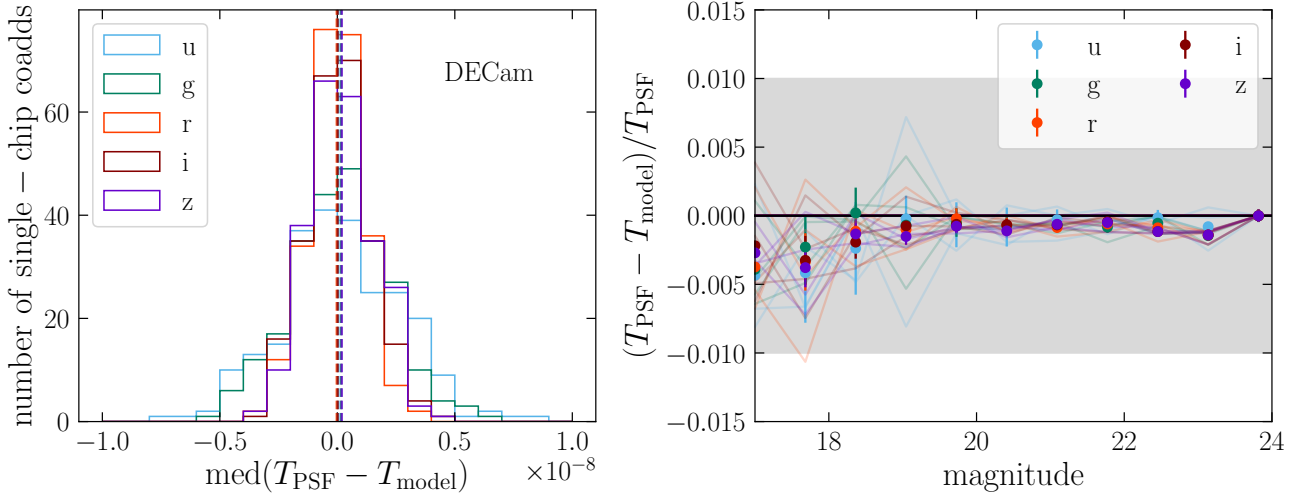 number of single − chip coadds
0
20
40
60
u
g
r
i
z
DECam
−1.0
−0.5
0.0
0.5
1.0
×10⁻⁸
med(T_PSF − T_model)
(T_PSF − T_model)/T_PSF
0.015
0.010
0.005
0.000
−0.005
−0.010
−0.015
u
g
r
i
z
18
20
22
24
magnitude